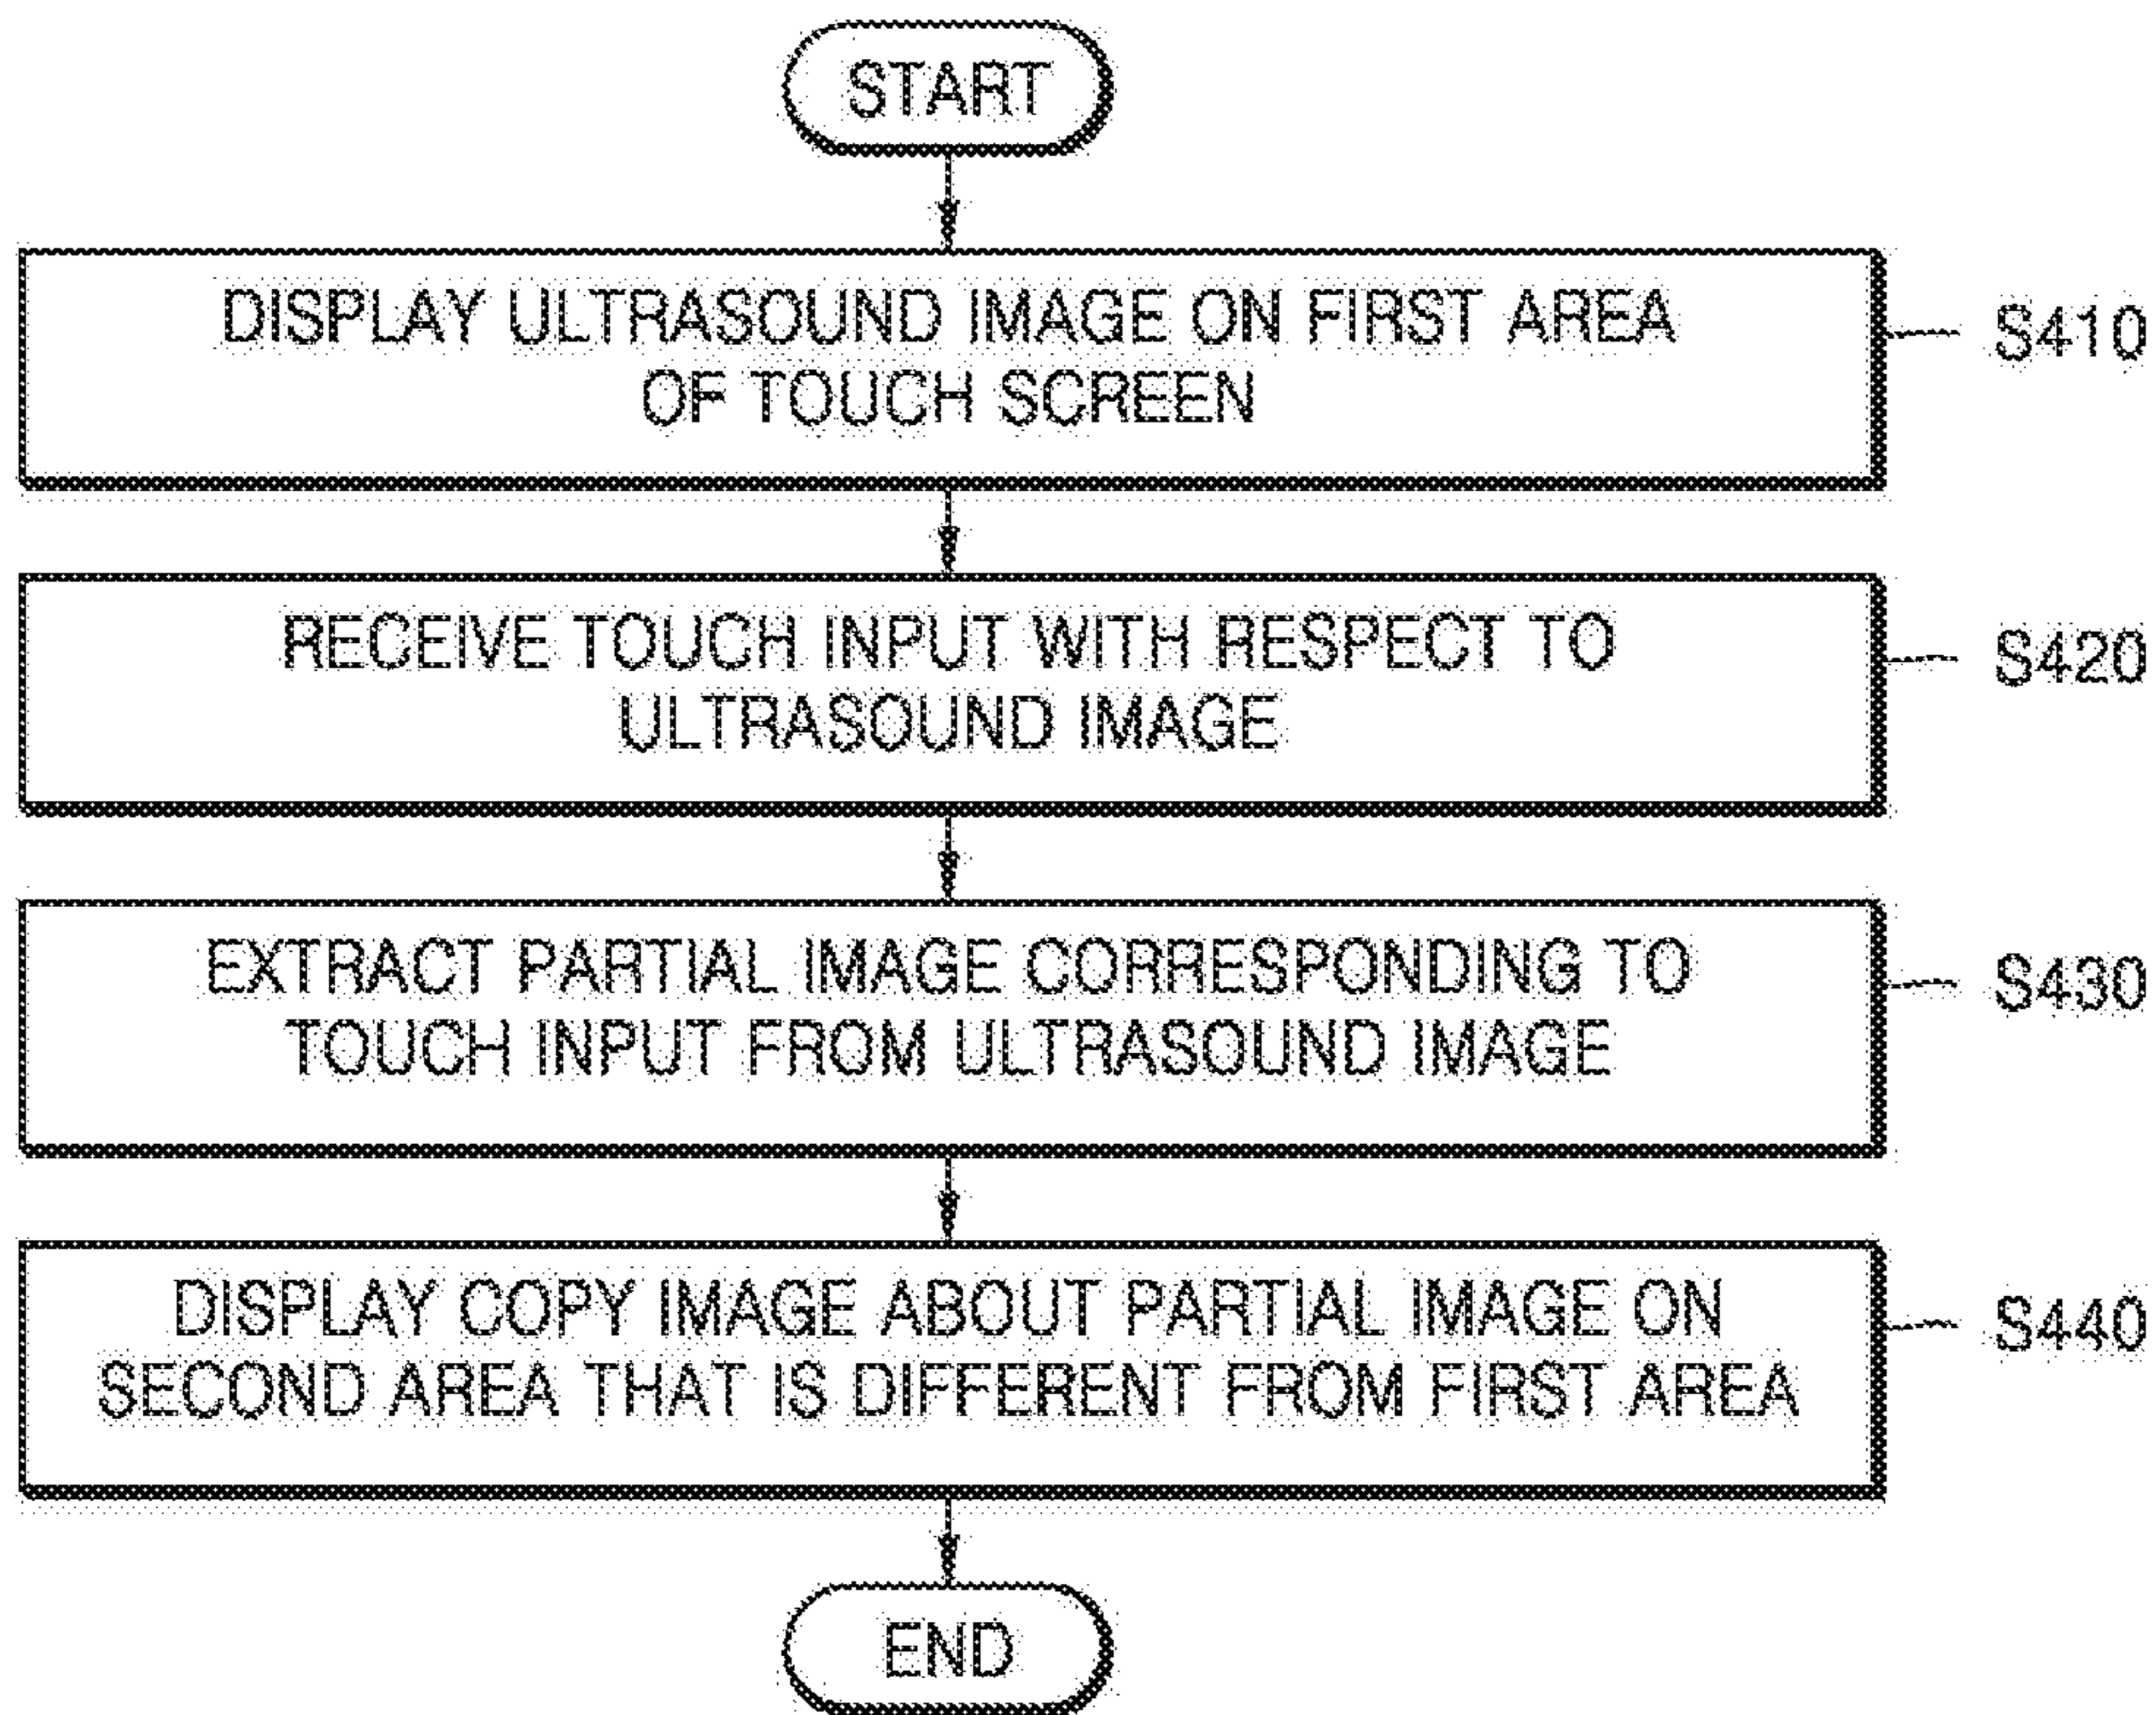 START
DISPLAY ULTRASOUND IMAGE ON FIRST AREA
OF TOUCH SCREEN
S410
RECEIVE TOUCH INPUT WITH RESPECT TO
ULTRASOUND IMAGE
S420
EXTRACT PARTIAL IMAGE CORRESPONDING TO
TOUCH INPUT FROM ULTRASOUND IMAGE
S430
DISPLAY COPY IMAGE ABOUT PARTIAL IMAGE ON
SECOND AREA THAT IS DIFFERENT FROM FIRST AREA
S440
END